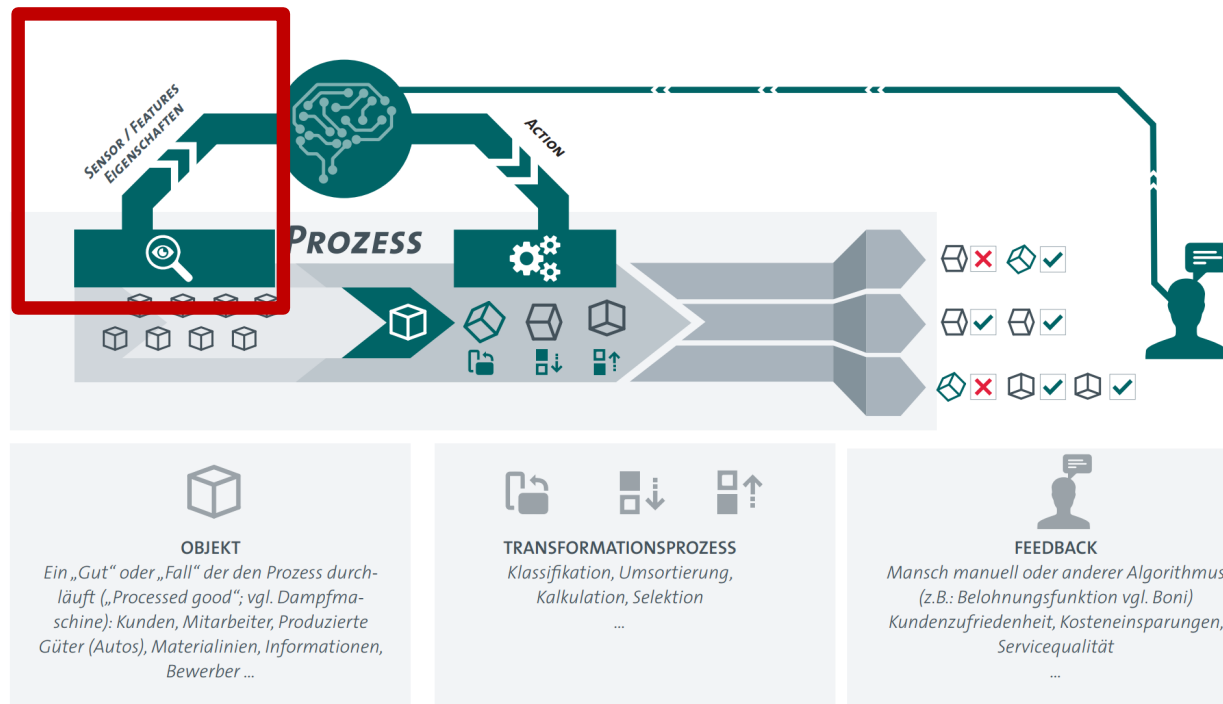 SENSOR / FEATURES
EIGENSCHAFTEN
ACTION
PROZESS
OBJEKT
Ein „Gut“ oder „Fall“ der den Prozess durch-
läuft („Processed good“; vgl. Dampfma-
schine): Kunden, Mitarbeiter, Produzierte
Güter (Autos), Materialinien, Informationen,
Bewerber ...
TRANSFORMATIONSPROZESS
Klassifikation, Umsortierung,
Kalkulation, Selektion
...
FEEDBACK
Mansch manuell oder anderer Algorithmus
(z.B.: Belohnungsfunktion vgl. Boni)
Kundenzufriedenheit, Kosteneinsparungen,
Servicequalität
...